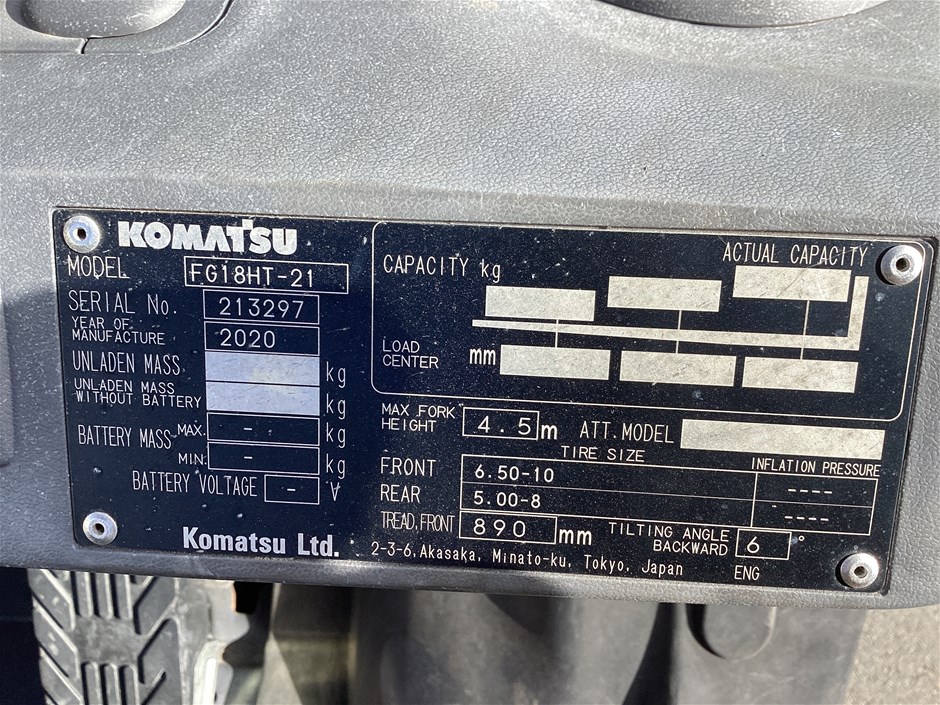 KOMATSU
MODEL FG18HT-21
SERIAL No. 213297
YEAR OF
MANUFACTURE 2020
UNLADEN MASS kg
UNLADEN MASS
WITHOUT BATTERY kg
BATTERY MASS MAX. - kg
MIN. - kg
BATTERY VOLTAGE - V
Komatsu Ltd.
ACTUAL CAPACITY
CAPACITY kg
LOAD
CENTER mm
MAX FORK
HEIGHT 4.5 m ATT. MODEL
TIRE SIZE INFLATION PRESSURE
FRONT 6.50-10 ----
REAR 5.00-8 ----
TREAD, FRONT 890 mm TILTING ANGLE
BACKWARD 6 °
2-3-6, Akasaka, Minato-ku, Tokyo, Japan ENG